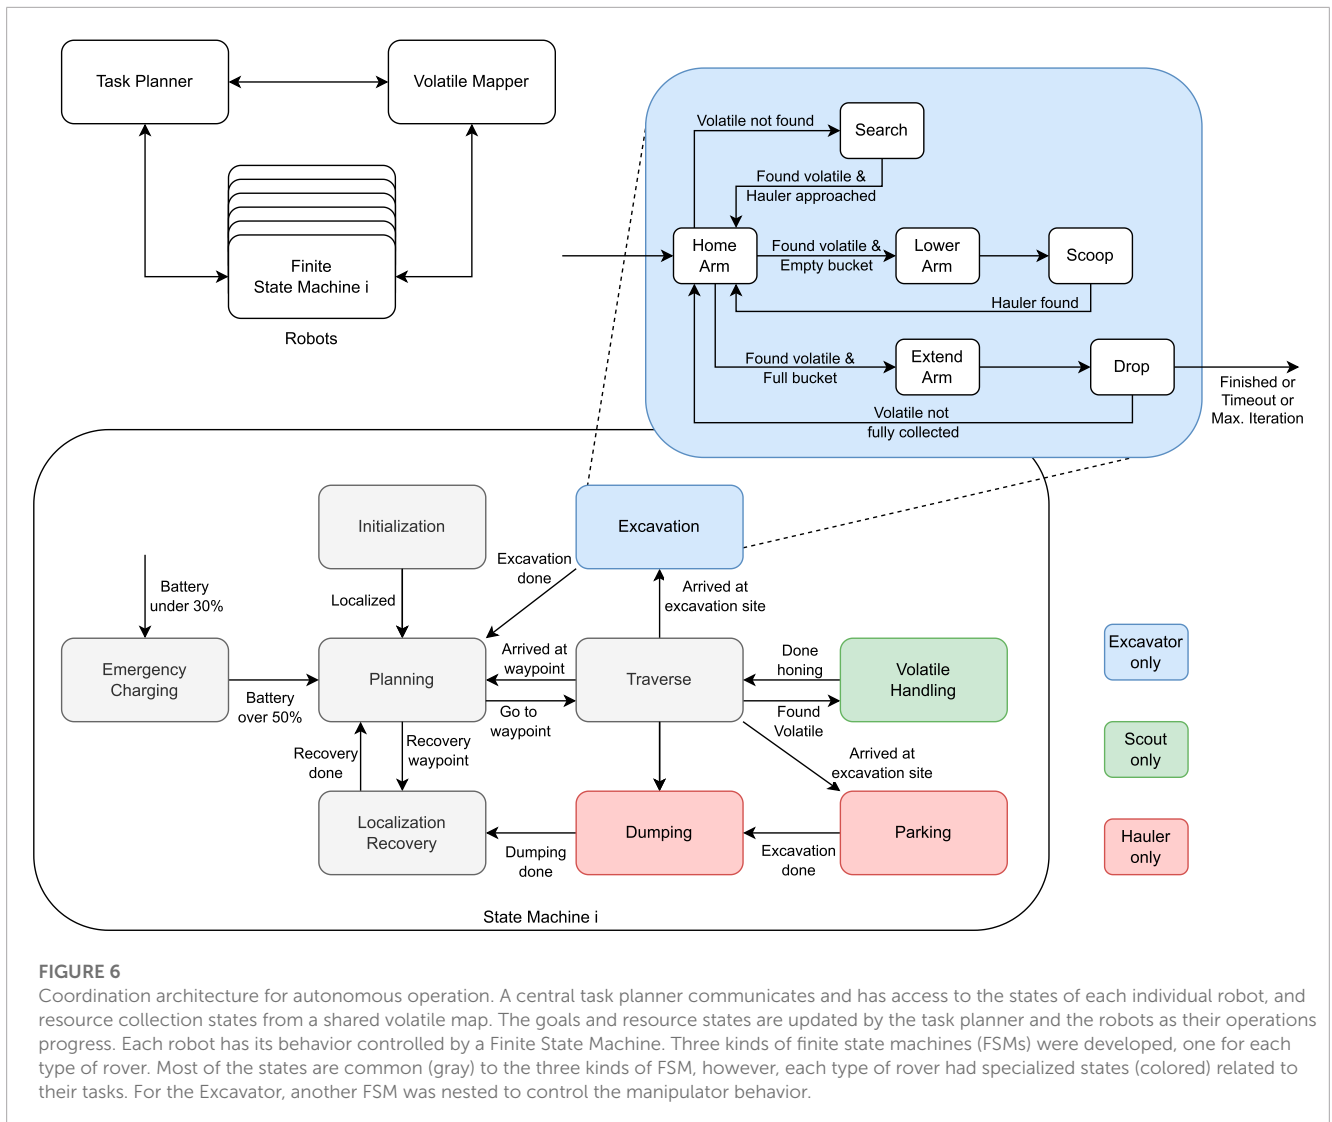 Task Planner
Volatile Mapper
Finite
State Machine i
Robots
Volatile not found
Search
Found volatile &
Hauler approached
Home
Arm
Found volatile &
Empty bucket
Lower
Arm
Scoop
Hauler found
Found volatile &
Full bucket
Extend
Arm
Drop
Finished or
Timeout or
Max. Iteration
Volatile not
fully collected
Initialization
Excavation
Excavation
done
Battery
under 30%
Localized
Arrived at
excavation site
Emergency
Charging
Battery
over 50%
Planning
Arrived at
waypoint
Go to
waypoint
Traverse
Done
honing
Found
Volatile
Volatile
Handling
Excavator
only
Recovery
done
Recovery
waypoint
Arrived at
excavation site
Scout
only
Localization
Recovery
Dumping
done
Dumping
Excavation
done
Parking
Hauler
only
State Machine i
FIGURE 6
Coordination architecture for autonomous operation. A central task planner communicates and has access to the states of each individual robot, and
resource collection states from a shared volatile map. The goals and resource states are updated by the task planner and the robots as their operations
progress. Each robot has its behavior controlled by a Finite State Machine. Three kinds of finite state machines (FSMs) were developed, one for each
type of rover. Most of the states are common (gray) to the three kinds of FSM, however, each type of rover had specialized states (colored) related to
their tasks. For the Excavator, another FSM was nested to control the manipulator behavior.